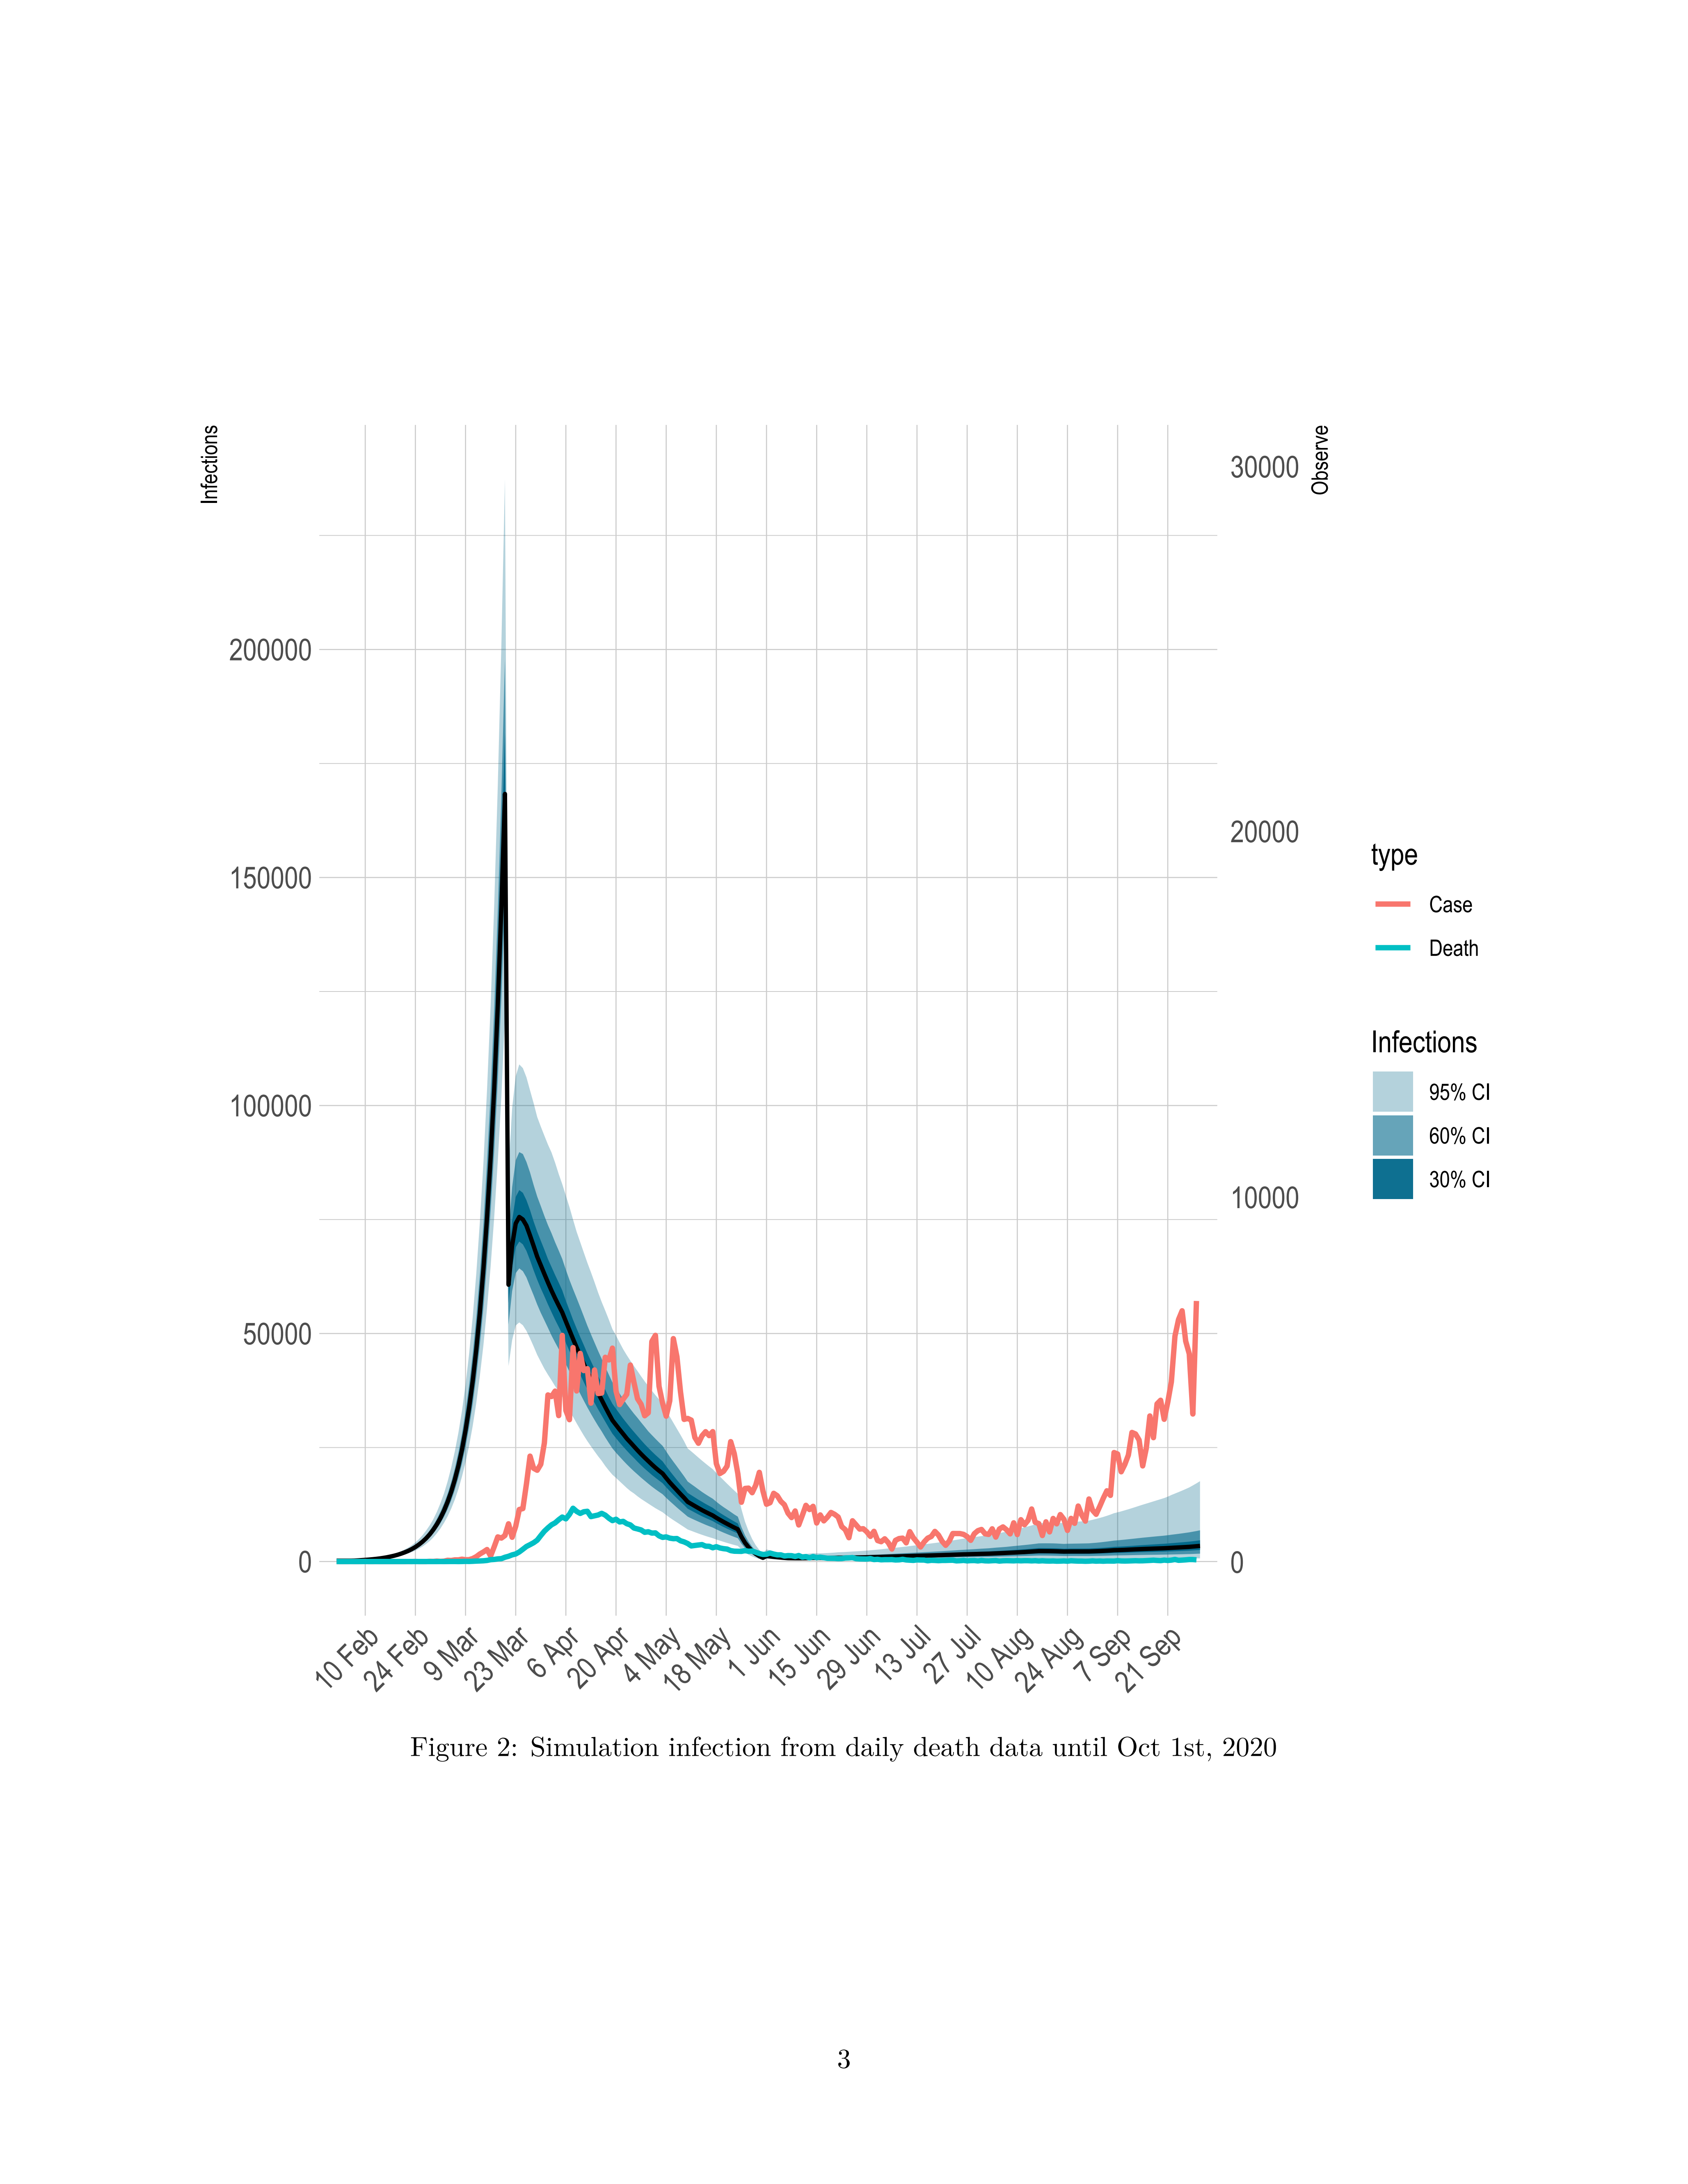 Infections
Observe
30000
200000
20000
150000
100000
10000
50000
0
0
type
Case
Death
Infections
95% CI
60% CI
30% CI
10 Feb
24 Feb
9 Mar
23 Mar
6 Apr
20 Apr
4 May
18 May
1 Jun
15 Jun
29 Jun
13 Jul
27 Jul
10 Aug
24 Aug
7 Sep
21 Sep
Figure 2: Simulation infection from daily death data until Oct 1st, 2020
3